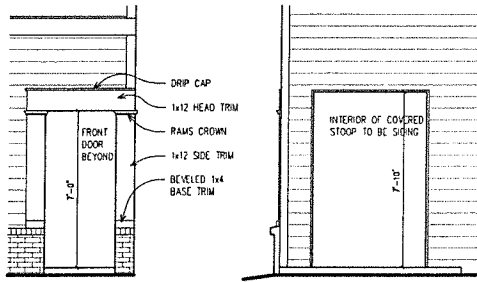 DRIP CAP
1x12 HEAD TRIM
RAMS CROWN
1x12 SIDE TRIM
BEVELED 1x4
BASE TRIM
FRONT
DOOR
BEYOND
7'-0"
INTERIOR OF COVERED
STOOP TO BE SIDING
7'-10"